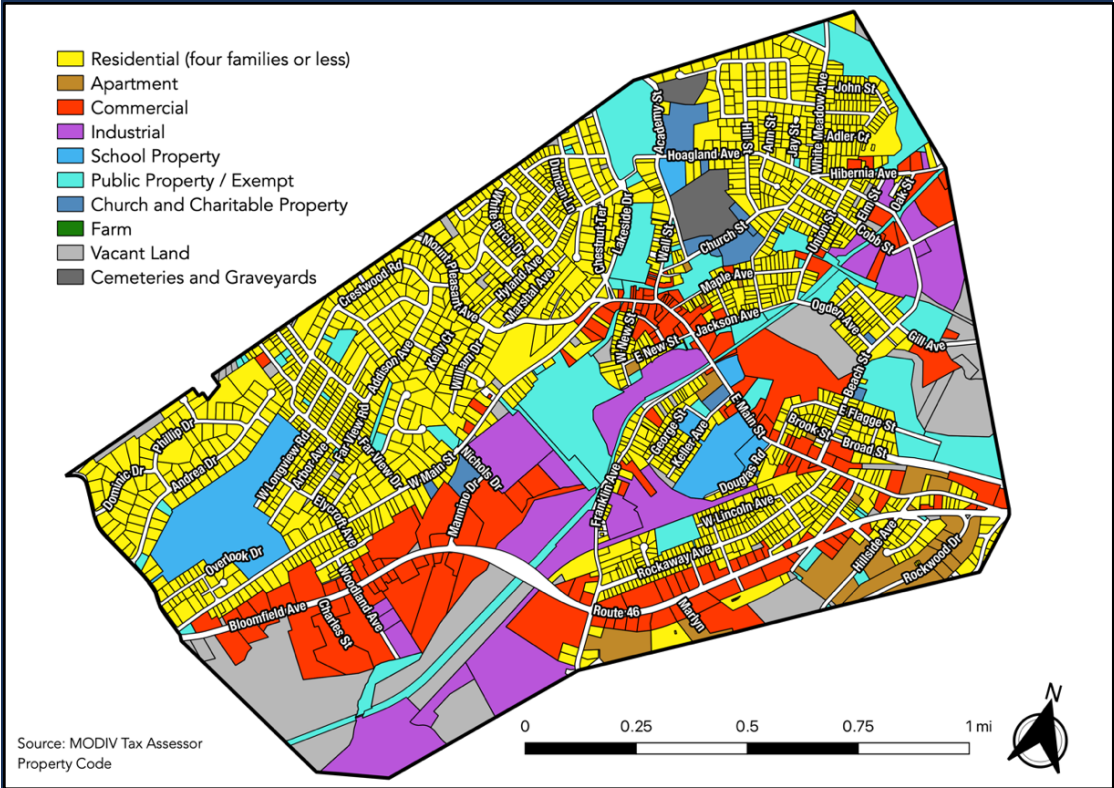 Residential (four families or less)
Apartment
Commercial
Industrial
School Property
Public Property / Exempt
Church and Charitable Property
Farm
Vacant Land
Cemeteries and Graveyards
John St
White Meadow Ave
Adler Cr
Academy St
Hill St
Ann St
Jay St
Hoagland Ave
Hibernia Ave
Duncan Ln
Elm St
Oak St
White Birch Dr
Chestnut Ter
Lakeside Dr
Wall St
Church St
Union St
Cobb St
Mount Pleasant Ave
Crestwood Rd
Hyland Ave
Marshal Ave
Maple Ave
Ogden Ave
Jackson Ave
Gill Ave
W New St
E New St
Kelly Ct
William Dr
Addison Ave
Beach St
E Main St
E Flagge St
Brook St
Broad St
George St
Keller Ave
Phillip Dr
Dominic Dr
Andrea Dr
W Longview Rd
Arbor Ave
Fairview Rd
Far View Dr
W Main St
Nichols Dr
Mannino Dr
Franklin Ave
Douglas Rd
W Lincoln Ave
Elycroft Ave
Overlook Dr
Rockaway Ave
Hillside Ave
Rockwood Dr
Woodland Ave
Bloomfield Ave
Charles St
Route 46
Marlyn
N
0
0.25
0.5
0.75
1 mi
Source: MODIV Tax Assessor
Property Code